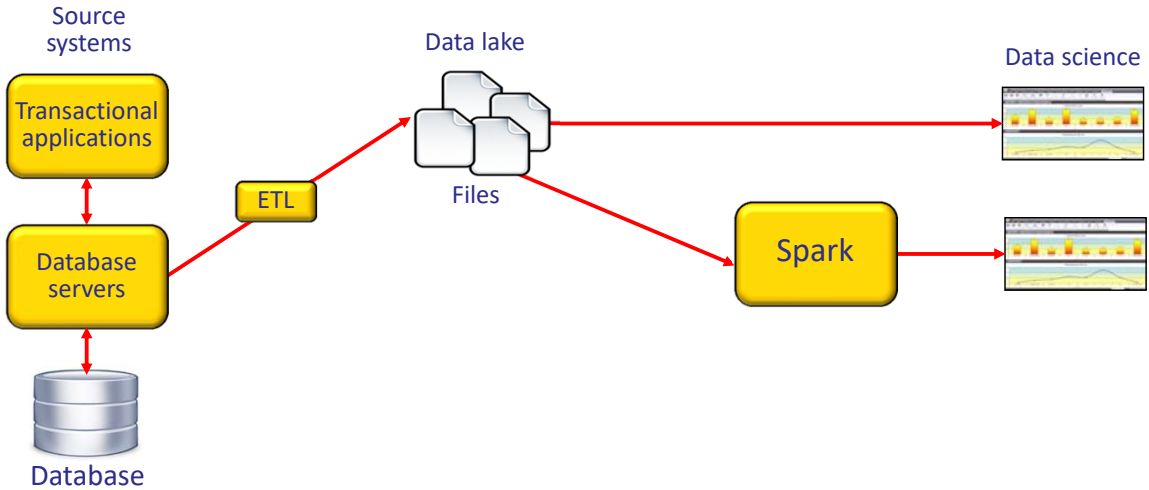 Source
systems
Transactional
applications
Database
servers
Database
ETL
Data lake
Files
Spark
Data science